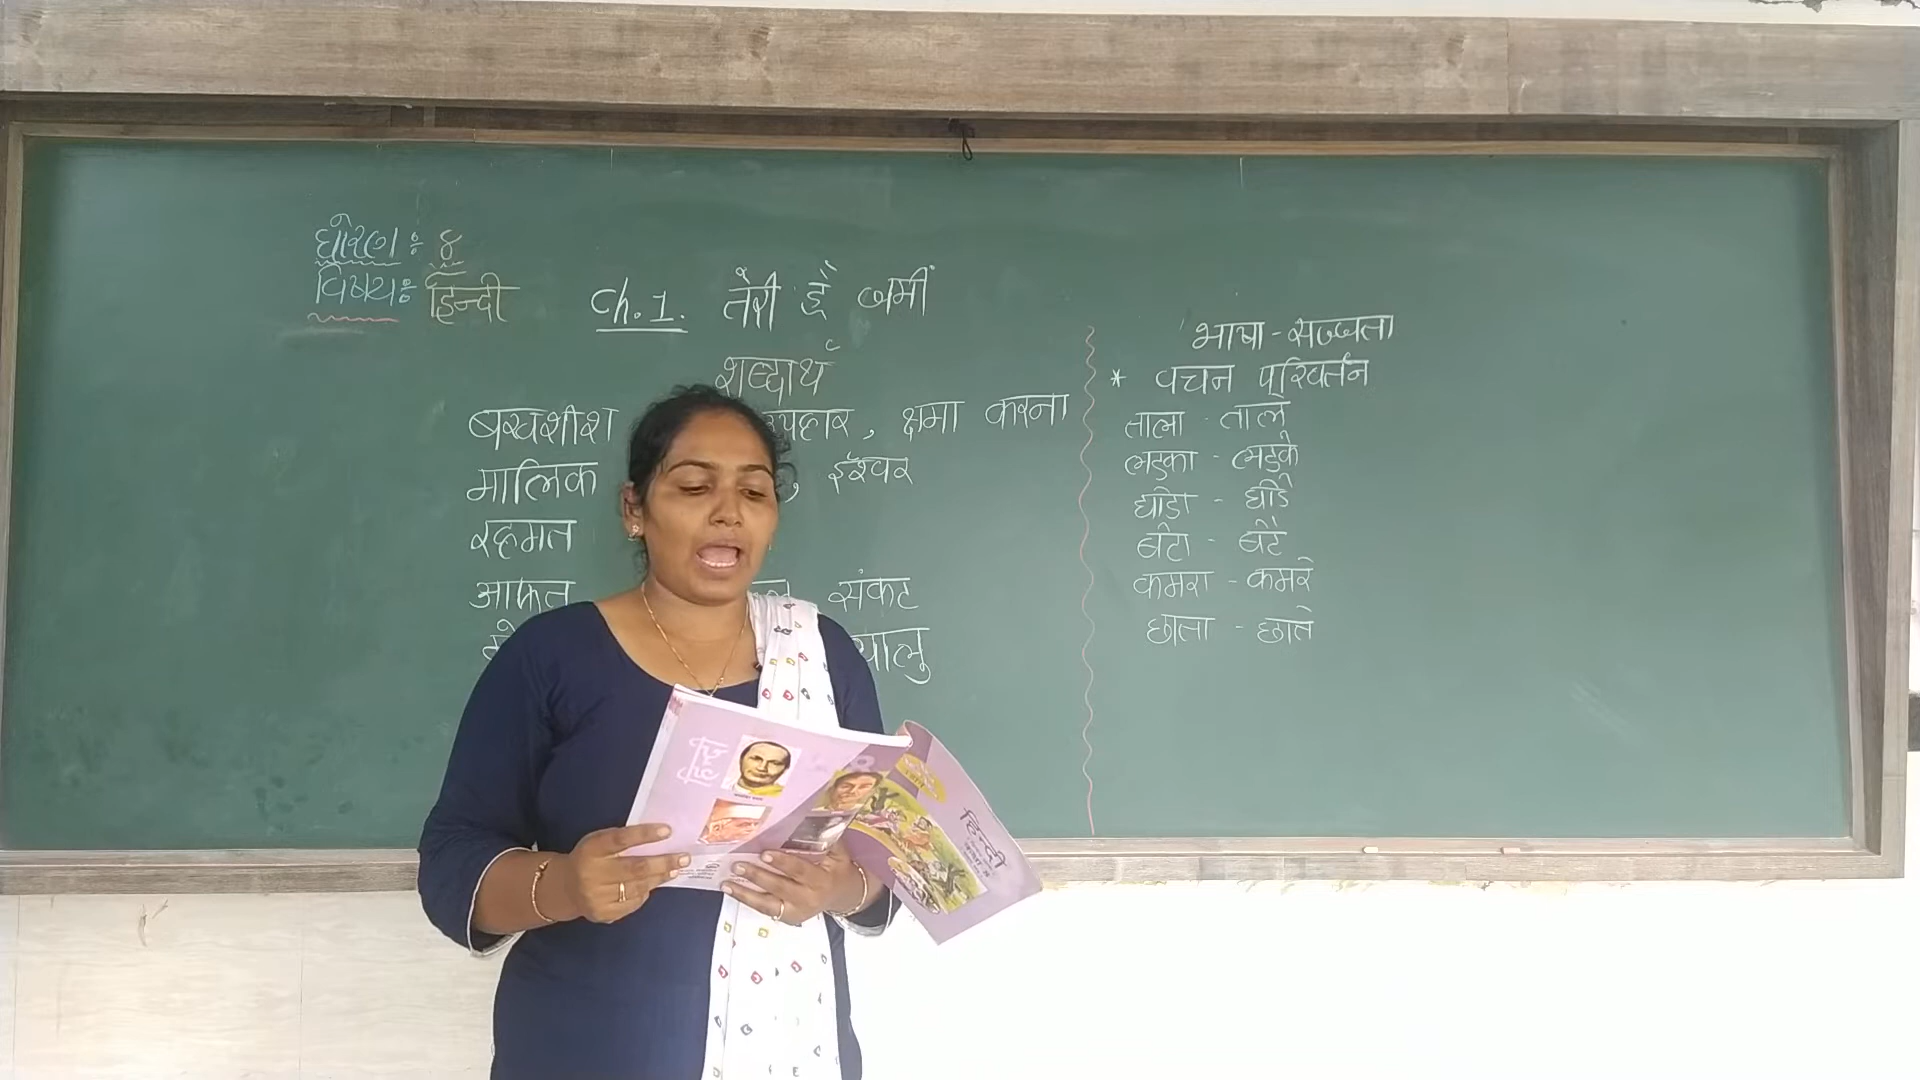 धोरण : ४
विषय : हिन्दी
Ch. 1. तेरी है जमीं
शब्दार्थ
बख्शीश उपहार, क्षमा करना
मालिक , ईश्वर
रहमत
आफत संकट
भाषा-सज्जता
* वचन परिवर्तन
ताला - ताले
लड़का - लड़के
घोडा - घोडे
बेटा - बेटे
कमरा - कमरे
छाता - छाते
हिन्दी